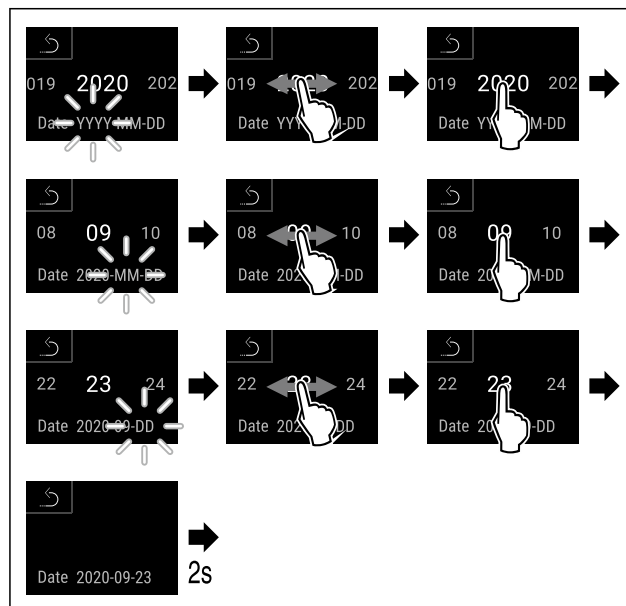 019 2020 202
Date YYYY-MM-DD
019 202
Date YYY M-DD
019 2020 202
Date YY M-DD
08 09 10
Date 2020-MM-DD
08 09 10
Date 202 M-DD
08 09 10
Date 20 M-DD
22 23 24
Date 2020-09-DD
22 23 24
Date 202 DD
22 23 24
Date 20 -DD
Date 2020-09-23
2s